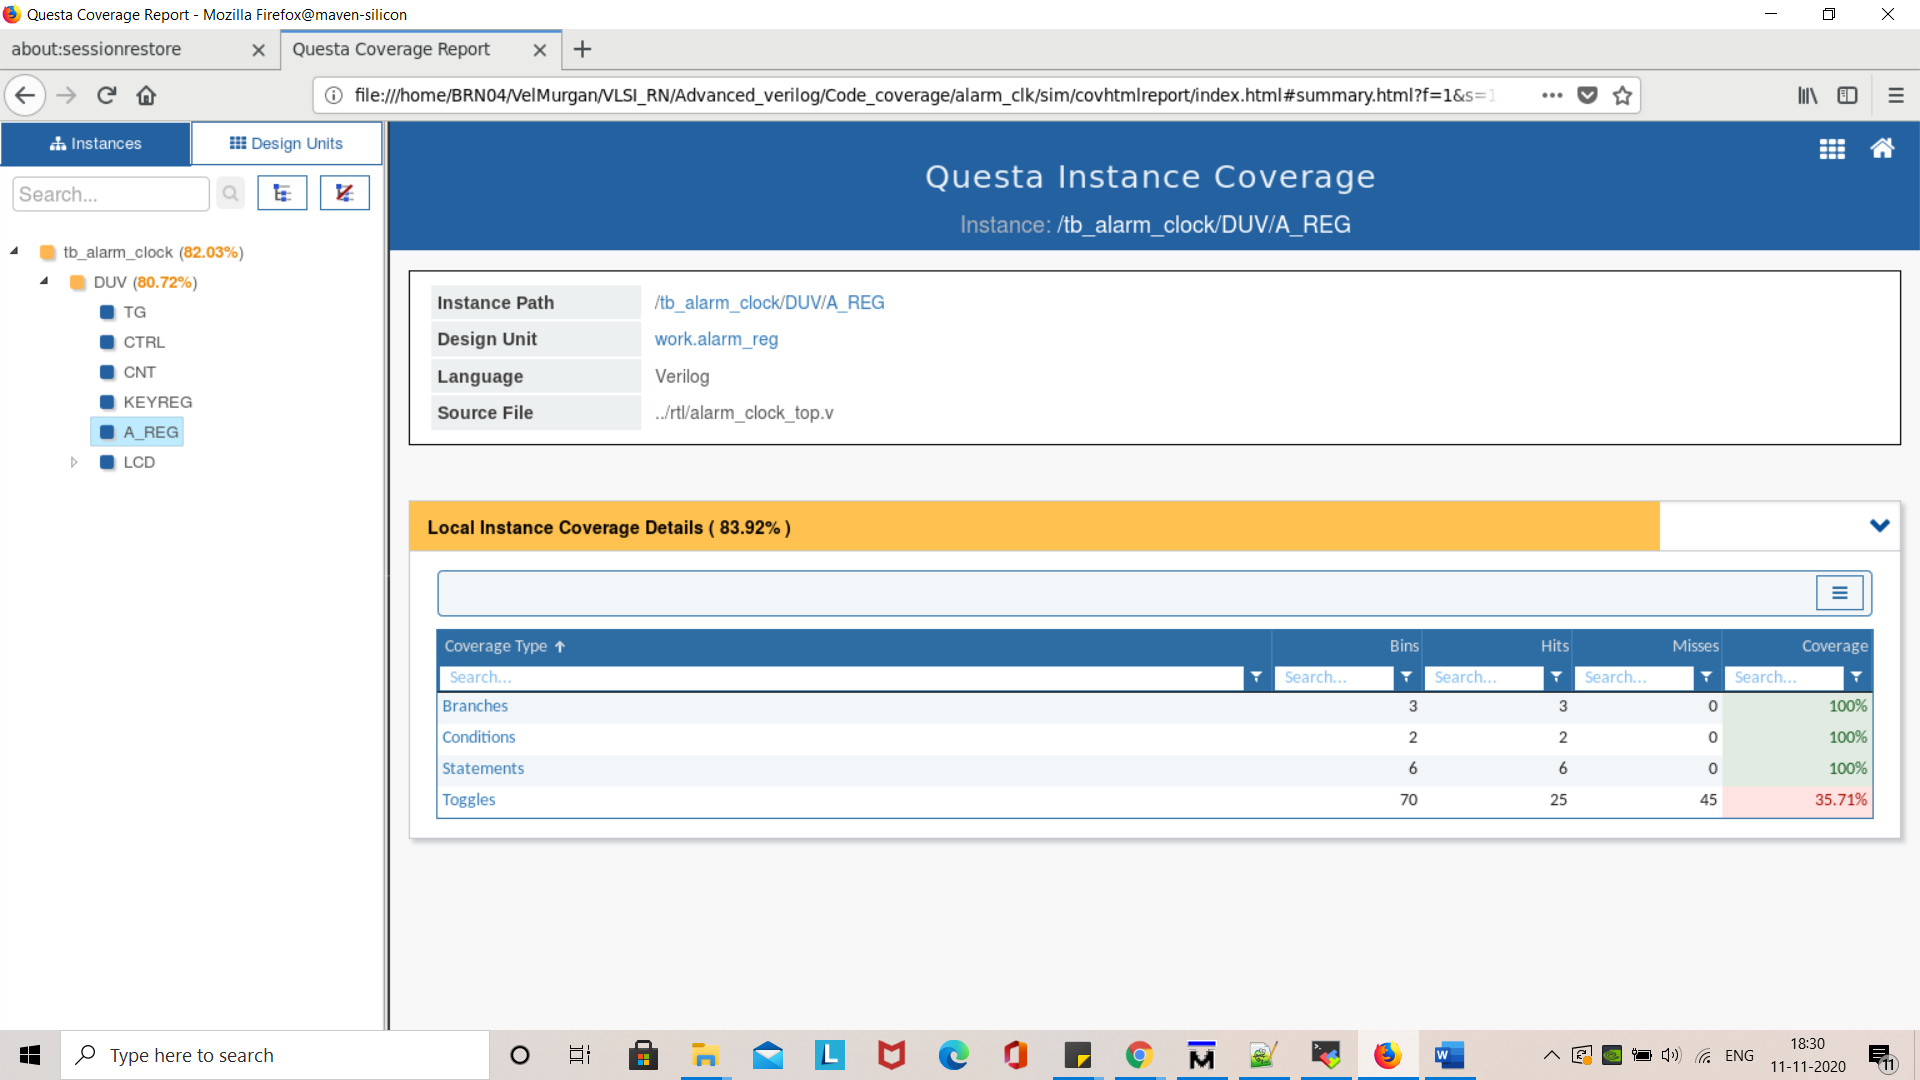 Questa Coverage Report - Mozilla Firefox@maven-silicon
about:sessionrestore
Questa Coverage Report
file:///home/BRN04/VelMurgan/VLSI_RN/Advanced_verilog/Code_coverage/alarm_clk/sim/covhtmlreport/index.html#summary.html?f=1&s=1
Instances
Design Units
Search...
tb_alarm_clock (82.03%)
DUV (80.72%)
TG
CTRL
CNT
KEYREG
A_REG
LCD
Questa Instance Coverage
Instance: /tb_alarm_clock/DUV/A_REG
Instance Path /tb_alarm_clock/DUV/A_REG
Design Unit work.alarm_reg
Language Verilog
Source File ../rtl/alarm_clock_top.v
Local Instance Coverage Details ( 83.92% )
Coverage Type Bins Hits Misses Coverage
Search... Search... Search... Search... Search...
Branches 3 3 0 100%
Conditions 2 2 0 100%
Statements 6 6 0 100%
Toggles 70 25 45 35.71%
Type here to search
L
W
ENG
18:30
11-11-2020
11